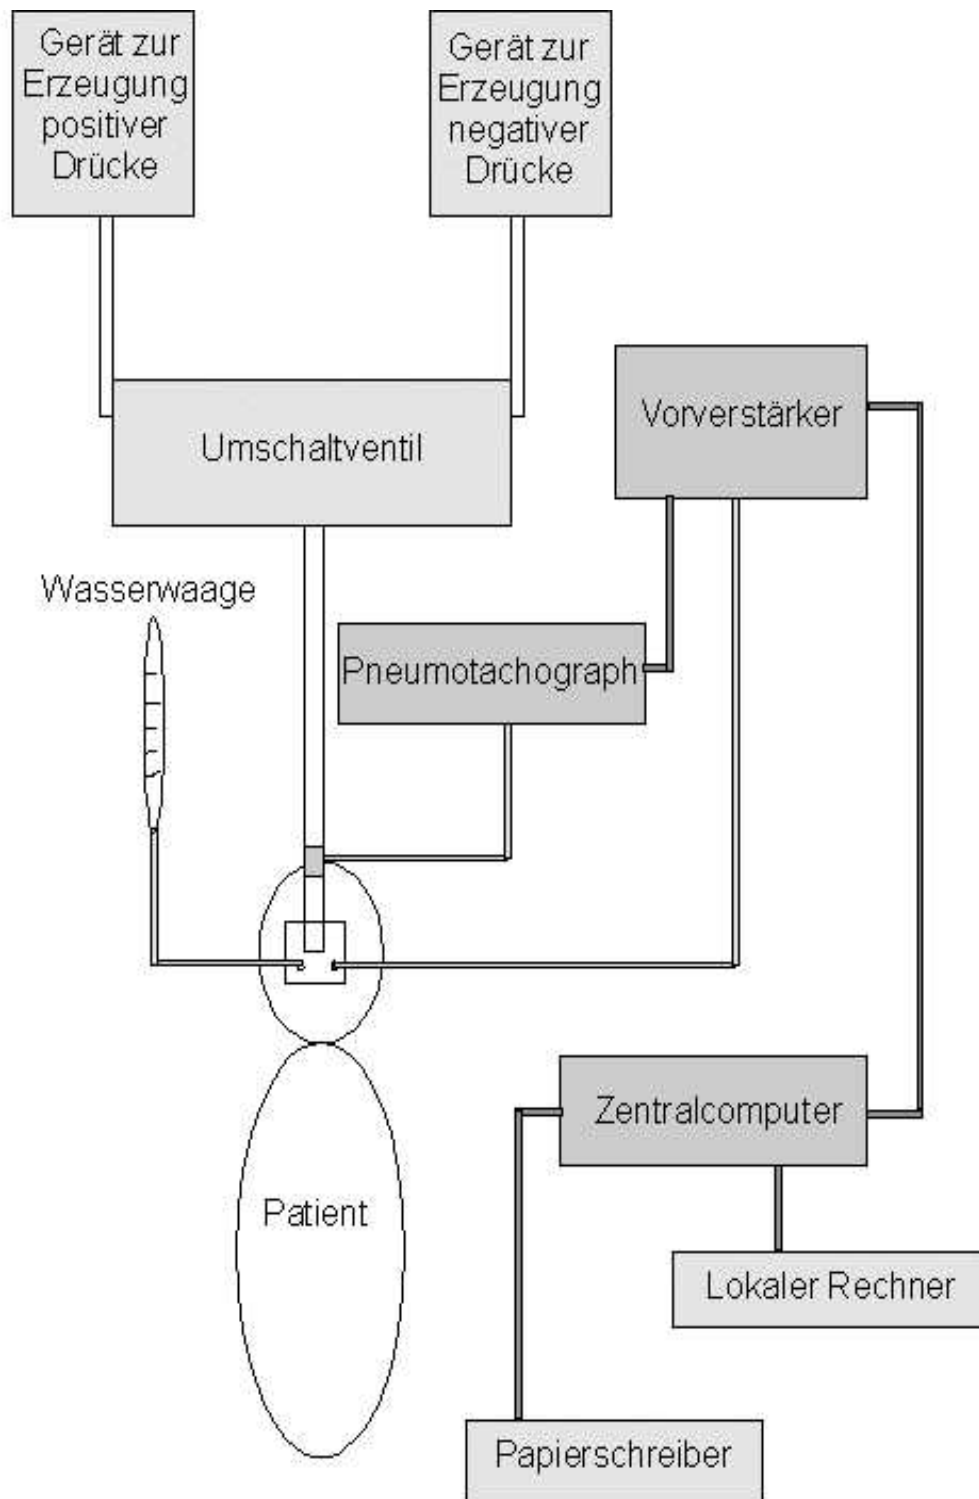 Gerät zur
Erzeugung
positiver
Drücke
Gerät zur
Erzeugung
negativer
Drücke
Vorverstärker
Umschaltventil
Wasserwaage
Pneumotachograph
Zentralcomputer
Patient
Lokaler Rechner
Papierschreiber